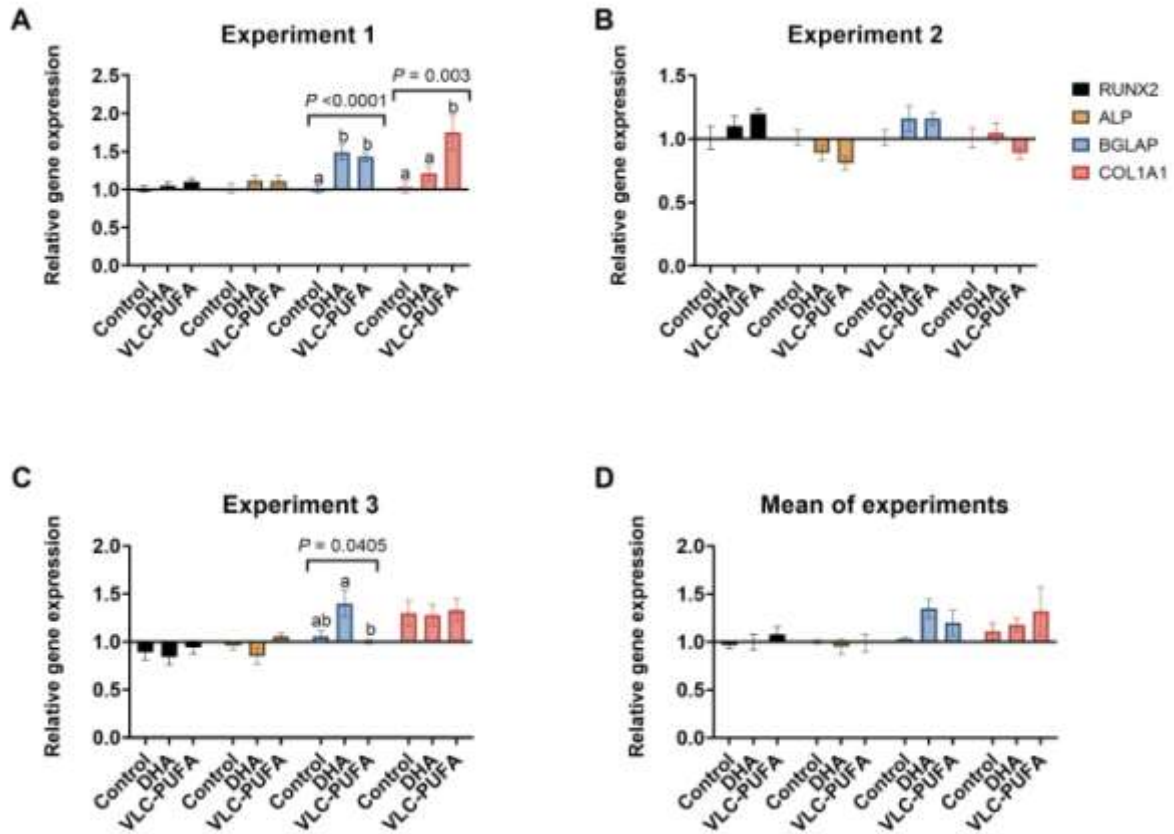 A
Experiment 1
Relative gene expression
2.5
2.0
1.5
1.0
0.5
0.0
P <0.0001
P = 0.003
a
b
b
a
a
b
Control
DHA
VLC-PUFA
Control
DHA
VLC-PUFA
Control
DHA
VLC-PUFA
Control
DHA
VLC-PUFA
B
Experiment 2
Relative gene expression
1.5
1.0
0.5
0.0
Control
DHA
VLC-PUFA
Control
DHA
VLC-PUFA
Control
DHA
VLC-PUFA
Control
DHA
VLC-PUFA
RUNX2
ALP
BGLAP
COL1A1
C
Experiment 3
Relative gene expression
2.0
1.5
1.0
0.5
0.0
P = 0.0405
ab
a
b
Control
DHA
VLC-PUFA
Control
DHA
VLC-PUFA
Control
DHA
VLC-PUFA
Control
DHA
VLC-PUFA
D
Mean of experiments
Relative gene expression
2.0
1.5
1.0
0.5
0.0
Control
DHA
VLC-PUFA
Control
DHA
VLC-PUFA
Control
DHA
VLC-PUFA
Control
DHA
VLC-PUFA